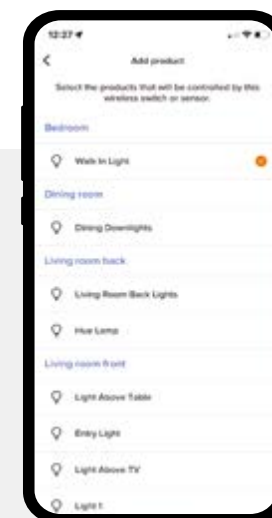 12:27
Add product
Select the products that will be controlled by this
wireless switch or sensor.
Bedroom
Walk In Light
Dining room
Dining Downlights
Living room back
Living Room Back Lights
Hue Lamp
Living room front
Light Above Table
Entry Light
Light Above TV
Light 1